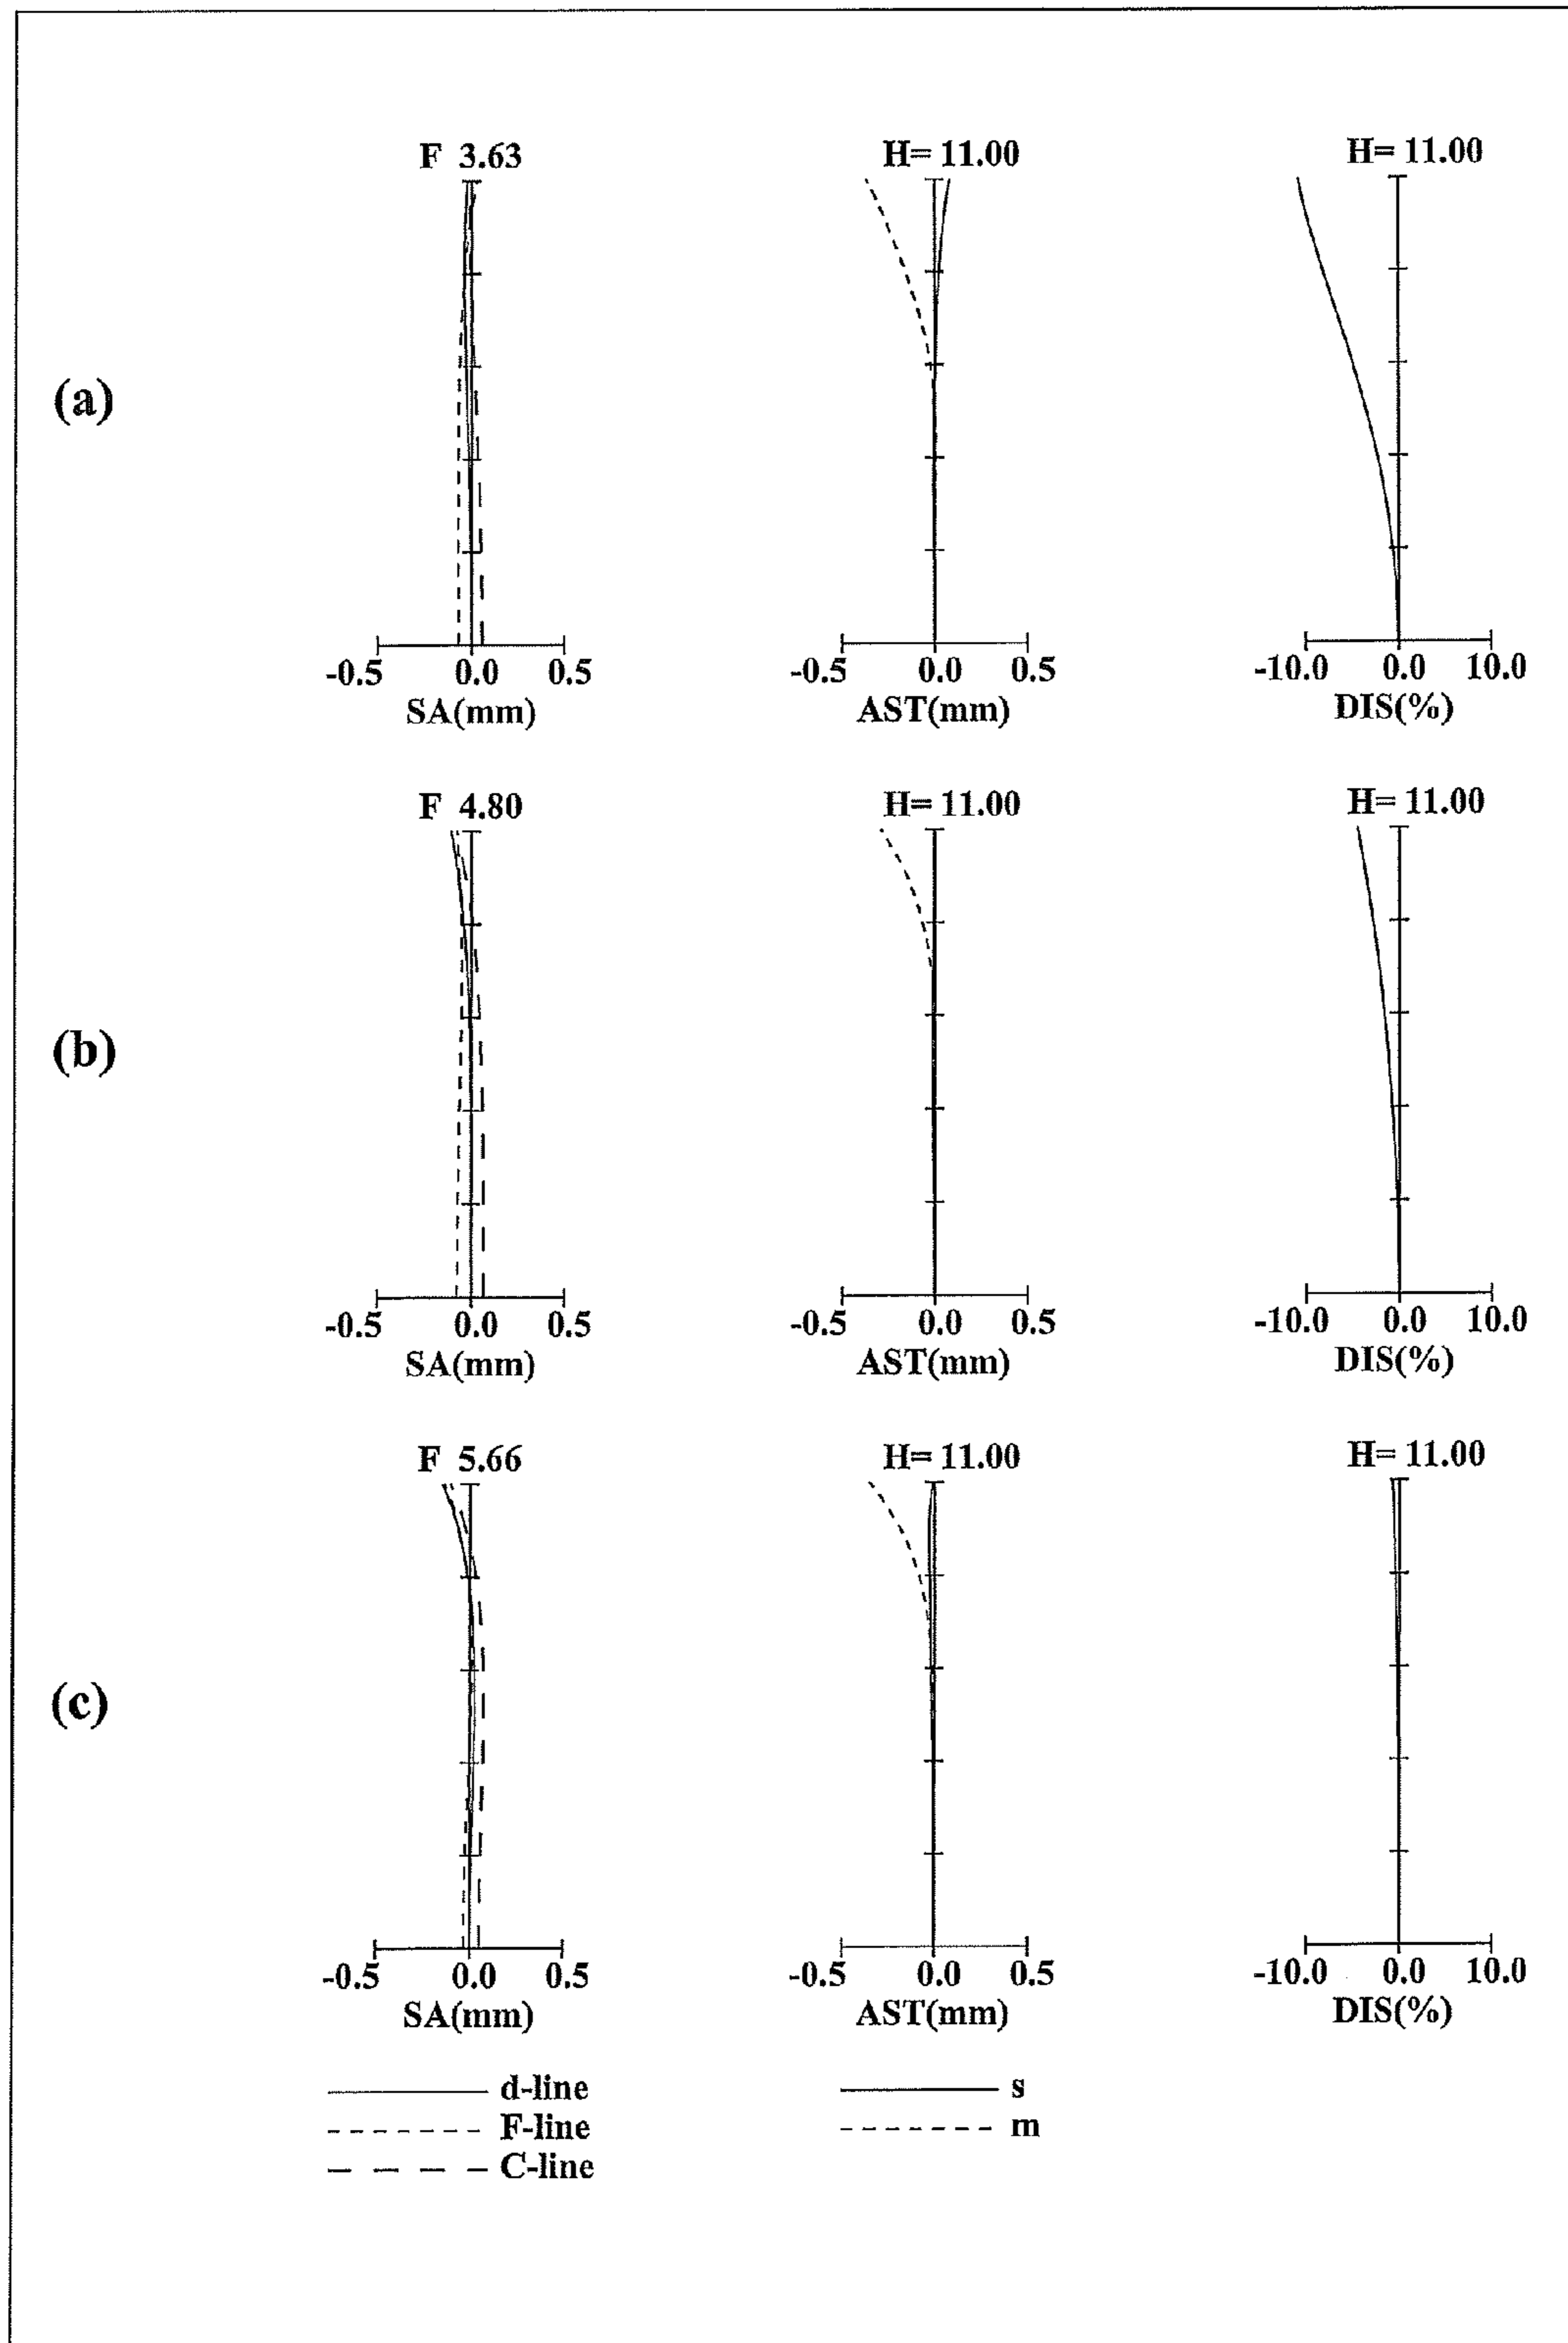 F 3.63 H= 11.00 H= 11.00
(a)
-0.5 0.0 0.5 -0.5 0.0 0.5 -10.0 0.0 10.0
SA(mm) AST(mm) DIS(%)
F 4.80 H= 11.00 H= 11.00
(b)
-0.5 0.0 0.5 -0.5 0.0 0.5 -10.0 0.0 10.0
SA(mm) AST(mm) DIS(%)
F 5.66 H= 11.00 H= 11.00
(c)
-0.5 0.0 0.5 -0.5 0.0 0.5 -10.0 0.0 10.0
SA(mm) AST(mm) DIS(%)
d-line s
F-line m
C-line